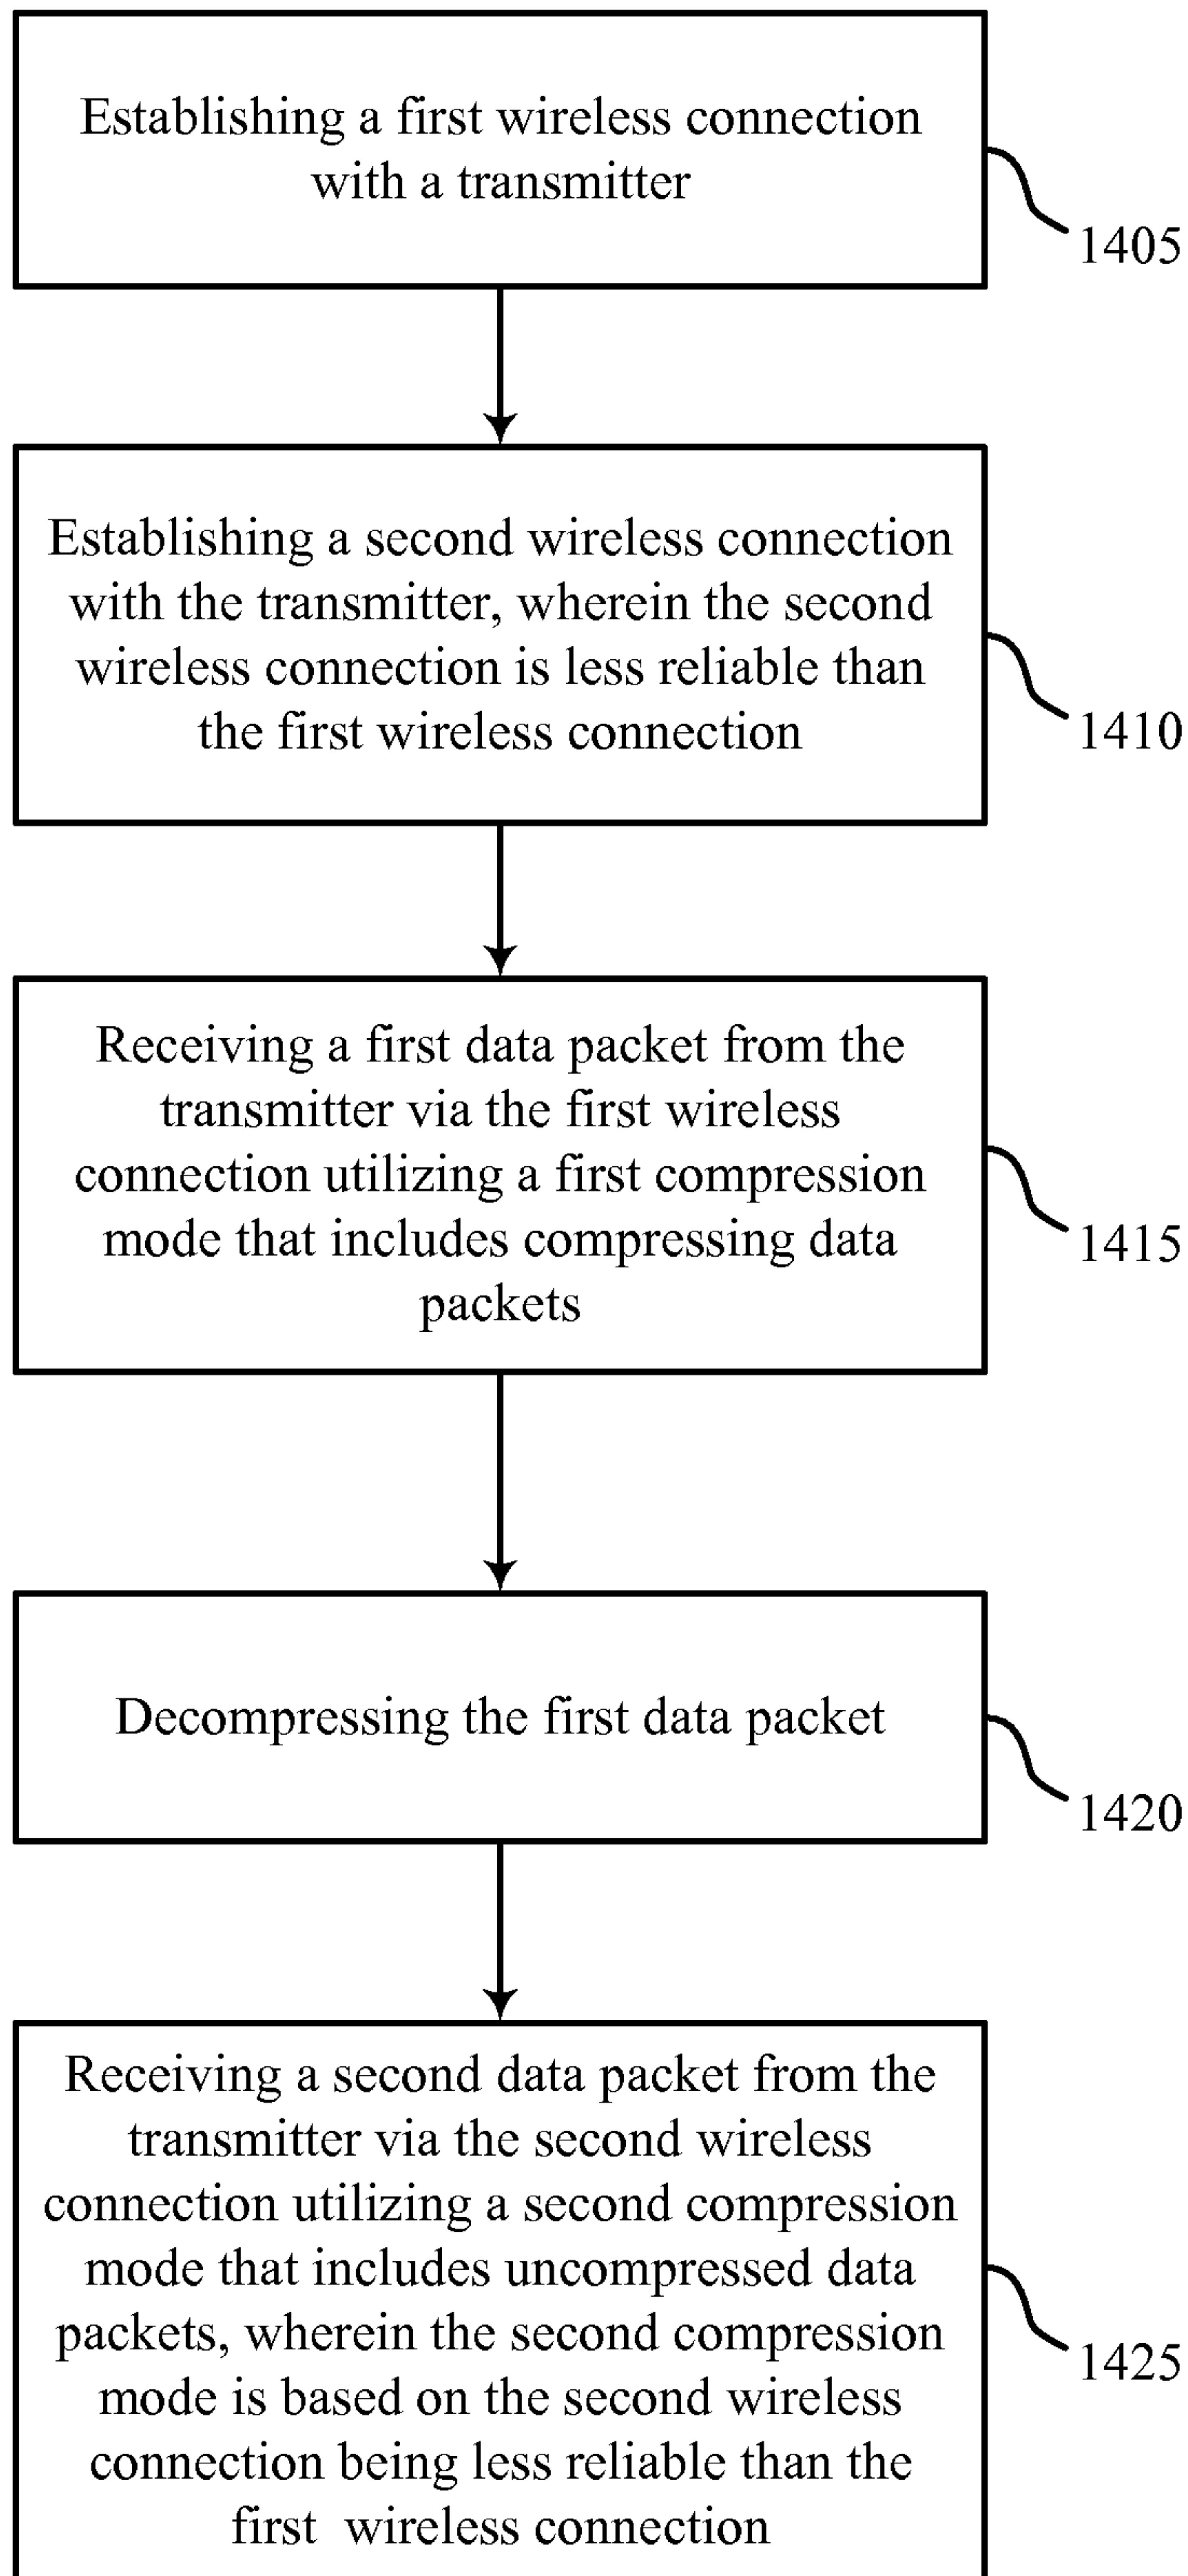 Establishing a first wireless connection
with a transmitter
1405
Establishing a second wireless connection
with the transmitter, wherein the second
wireless connection is less reliable than
the first wireless connection
1410
Receiving a first data packet from the
transmitter via the first wireless
connection utilizing a first compression
mode that includes compressing data
packets
1415
Decompressing the first data packet
1420
Receiving a second data packet from the
transmitter via the second wireless
connection utilizing a second compression
mode that includes uncompressed data
packets, wherein the second compression
mode is based on the second wireless
connection being less reliable than the
first wireless connection
1425